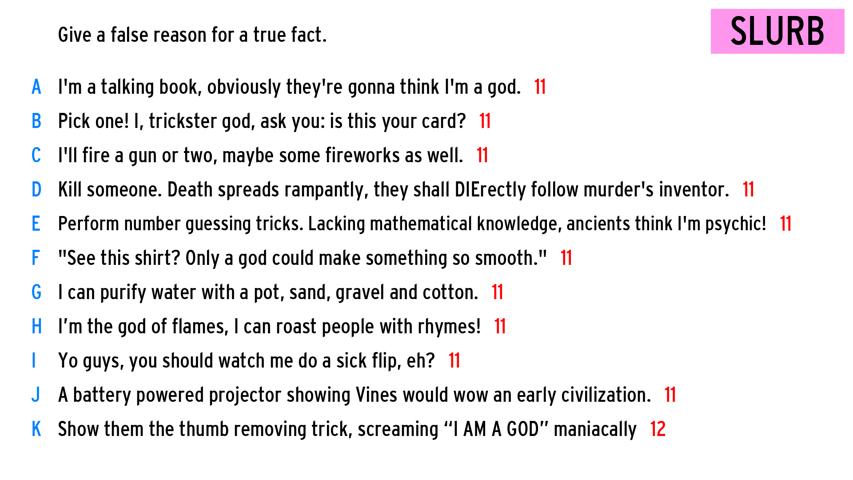 Give a false reason for a true fact.
SLURB
A I'm a talking book, obviously they're gonna think I'm a god. 11
B Pick one! I, trickster god, ask you: is this your card? 11
C I'll fire a gun or two, maybe some fireworks as well. 11
D Kill someone. Death spreads rampantly, they shall DIErectly follow murder's inventor. 11
E Perform number guessing tricks. Lacking mathematical knowledge, ancients think I'm psychic! 11
F "See this shirt? Only a god could make something so smooth." 11
G I can purify water with a pot, sand, gravel and cotton. 11
H I’m the god of flames, I can roast people with rhymes! 11
I Yo guys, you should watch me do a sick flip, eh? 11
J A battery powered projector showing Vines would wow an early civilization. 11
K Show them the thumb removing trick, screaming “I AM A GOD” maniacally 12